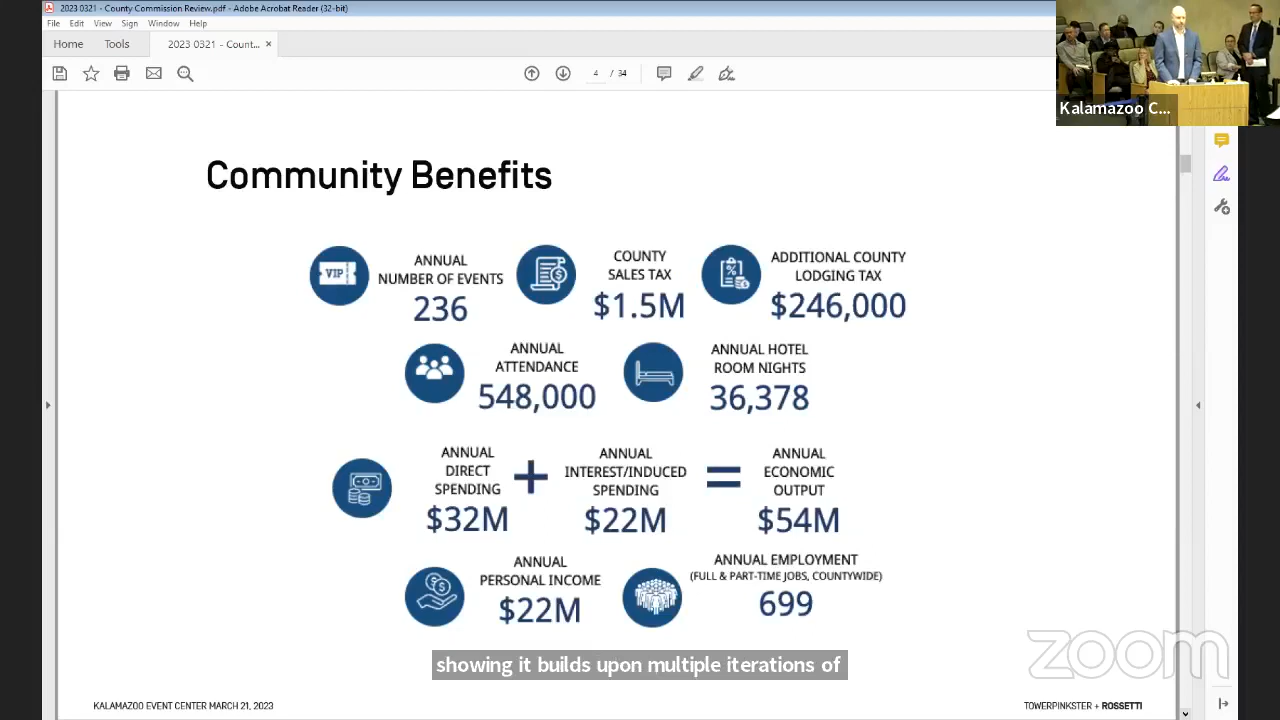 2023 0321 - County Commission Review.pdf - Adobe Acrobat Reader (32-bit)
File Edit View Sign Window Help
Home Tools 2023 0321 - Count... ×
4 / 34
Kalamazoo C...
Community Benefits
VIP
ANNUAL
NUMBER OF EVENTS
236
COUNTY
SALES TAX
$1.5M
ADDITIONAL COUNTY
LODGING TAX
$246,000
ANNUAL
ATTENDANCE
548,000
ANNUAL HOTEL
ROOM NIGHTS
36,378
ANNUAL
DIRECT
SPENDING
$32M
+
ANNUAL
INTEREST/INDUCED
SPENDING
$22M
=
ANNUAL
ECONOMIC
OUTPUT
$54M
ANNUAL
PERSONAL INCOME
$22M
ANNUAL EMPLOYMENT
(FULL & PART-TIME JOBS, COUNTYWIDE)
699
showing it builds upon multiple iterations of
zoom
KALAMAZOO EVENT CENTER MARCH 21, 2023
TOWERPINKSTER + ROSSETTI